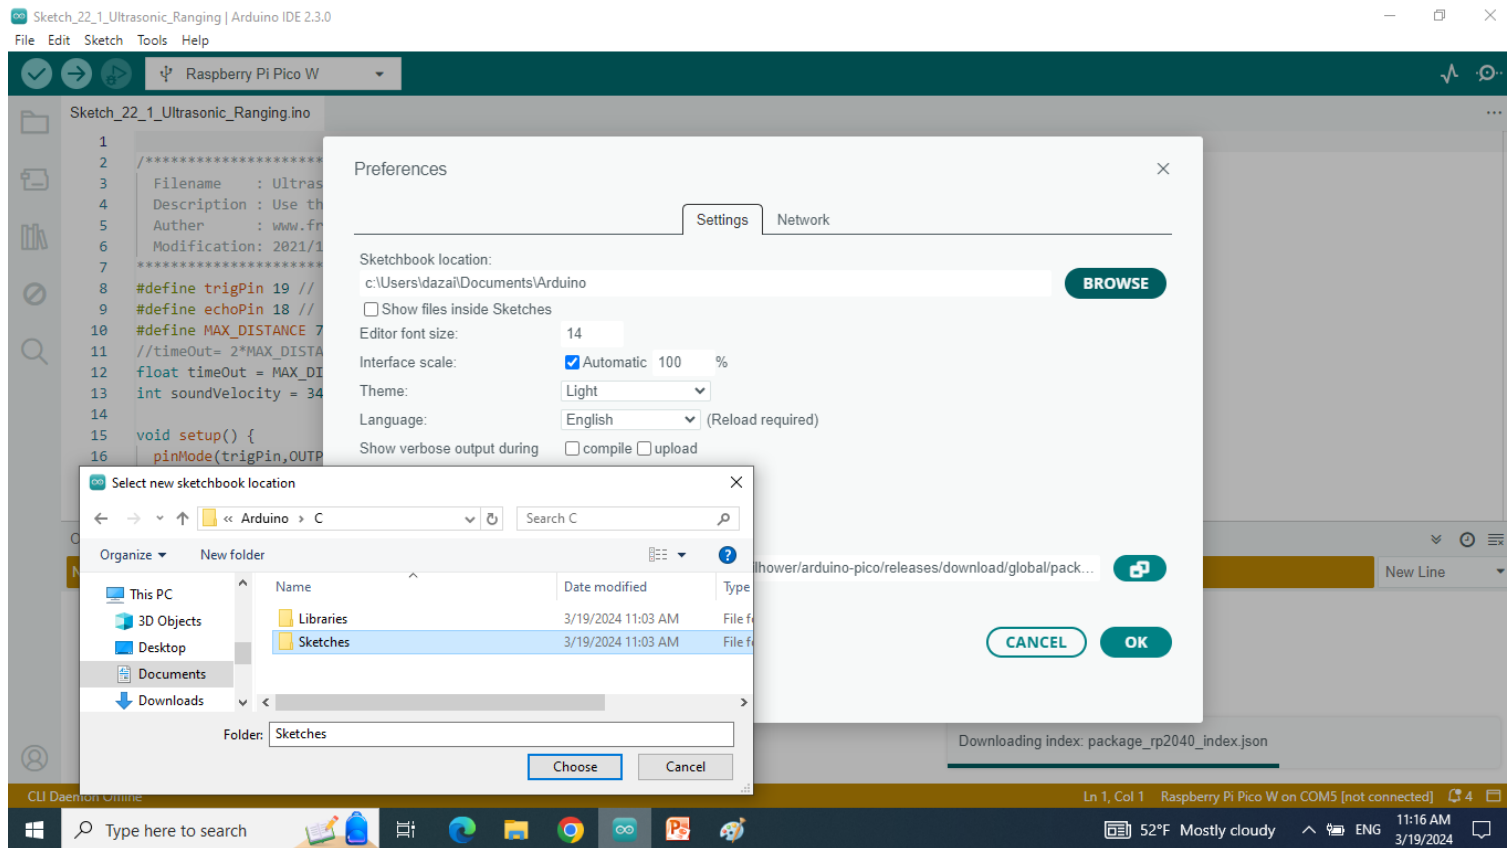 Sketch_22_1_Ultrasonic_Ranging | Arduino IDE 2.3.0
File Edit Sketch Tools Help
Raspberry Pi Pico W
Sketch_22_1_Ultrasonic_Ranging.ino
1
2 /**********************
3 Filename : Ultras
4 Description : Use th
5 Auther : www.fr
6 Modification: 2021/1
7 **********************
8 #define trigPin 19 //
9 #define echoPin 18 //
10 #define MAX_DISTANCE 7
11 //timeOut= 2*MAX_DISTA
12 float timeOut = MAX_DI
13 int soundVelocity = 34
14
15 void setup() {
16 pinMode(trigPin,OUTP
Preferences
Settings Network
Sketchbook location:
c:\Users\dazai\Documents\Arduino
BROWSE
Show files inside Sketches
Editor font size: 14
Interface scale: Automatic 100 %
Theme: Light
Language: English (Reload required)
Show verbose output during compile upload
ilhower/arduino-pico/releases/download/global/pack...
CANCEL OK
New Line
Select new sketchbook location
« Arduino › C
Search C
Organize New folder
This PC
3D Objects
Desktop
Documents
Downloads
Name Date modified Type
Libraries 3/19/2024 11:03 AM File f
Sketches 3/19/2024 11:03 AM File f
Folder: Sketches
Choose Cancel
Downloading index: package_rp2040_index.json
CLI Daemon Offline
Ln 1, Col 1 Raspberry Pi Pico W on COM5 [not connected] 4
Type here to search
52°F Mostly cloudy
ENG
11:16 AM
3/19/2024